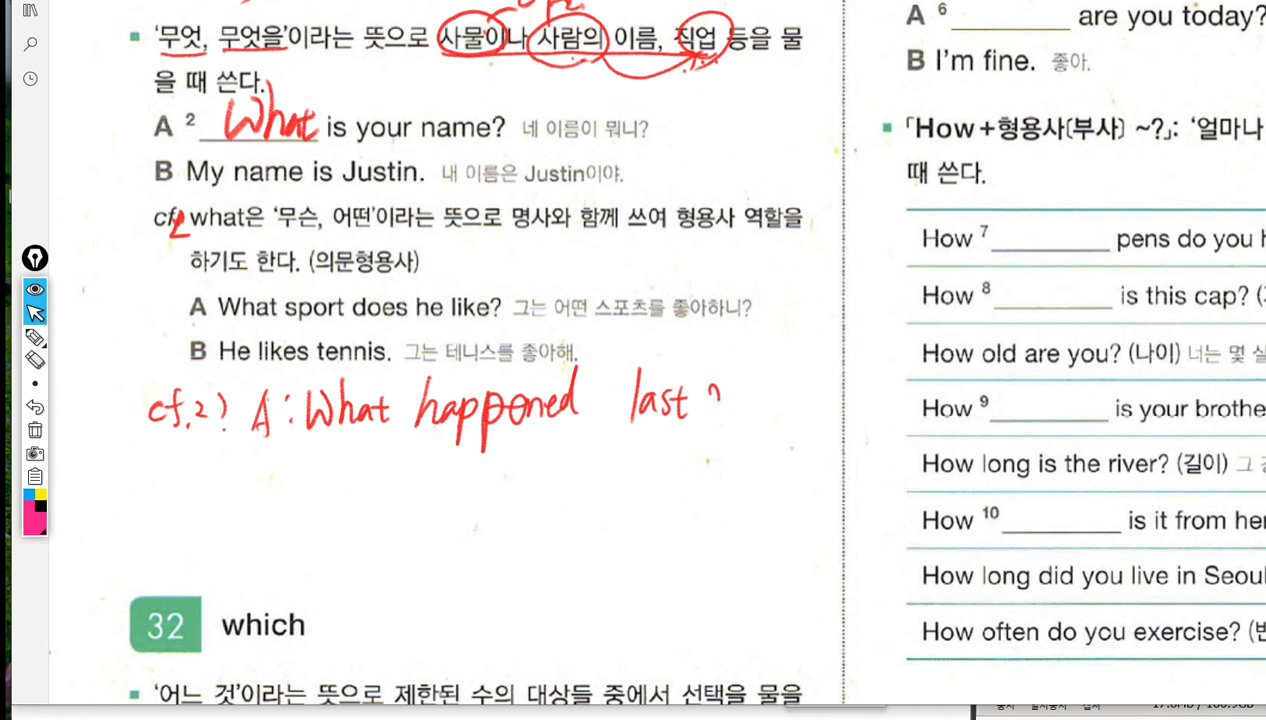 '무엇, 무엇을'이라는 뜻으로 사물이나 사람의 이름, 직업 등을 물
을 때 쓴다.
A 2 What is your name? 네 이름이 뭐니?
B My name is Justin. 내 이름은 Justin이야.
cf. what은 '무슨, 어떤'이라는 뜻으로 명사와 함께 쓰여 형용사 역할을
하기도 한다. (의문형용사)
A What sport does he like? 그는 어떤 스포츠를 좋아하니?
B He likes tennis. 그는 테니스를 좋아해.
cf.2) A: What happened last
32 which
'어느 것'이라는 뜻으로 제한된 수의 대상들 중에서 선택을 물을
A 6 ________ are you today?
B I'm fine. 좋아.
「How+형용사[부사] ~?」: '얼마나
때 쓴다.
How 7 ________ pens do you
How 8 ________ is this cap?
How old are you? (나이) 너는 몇
How 9 ________ is your
How long is the river? (길이) 그
How 10 ________ is it from
How long did you live in Seoul
How often do you exercise?